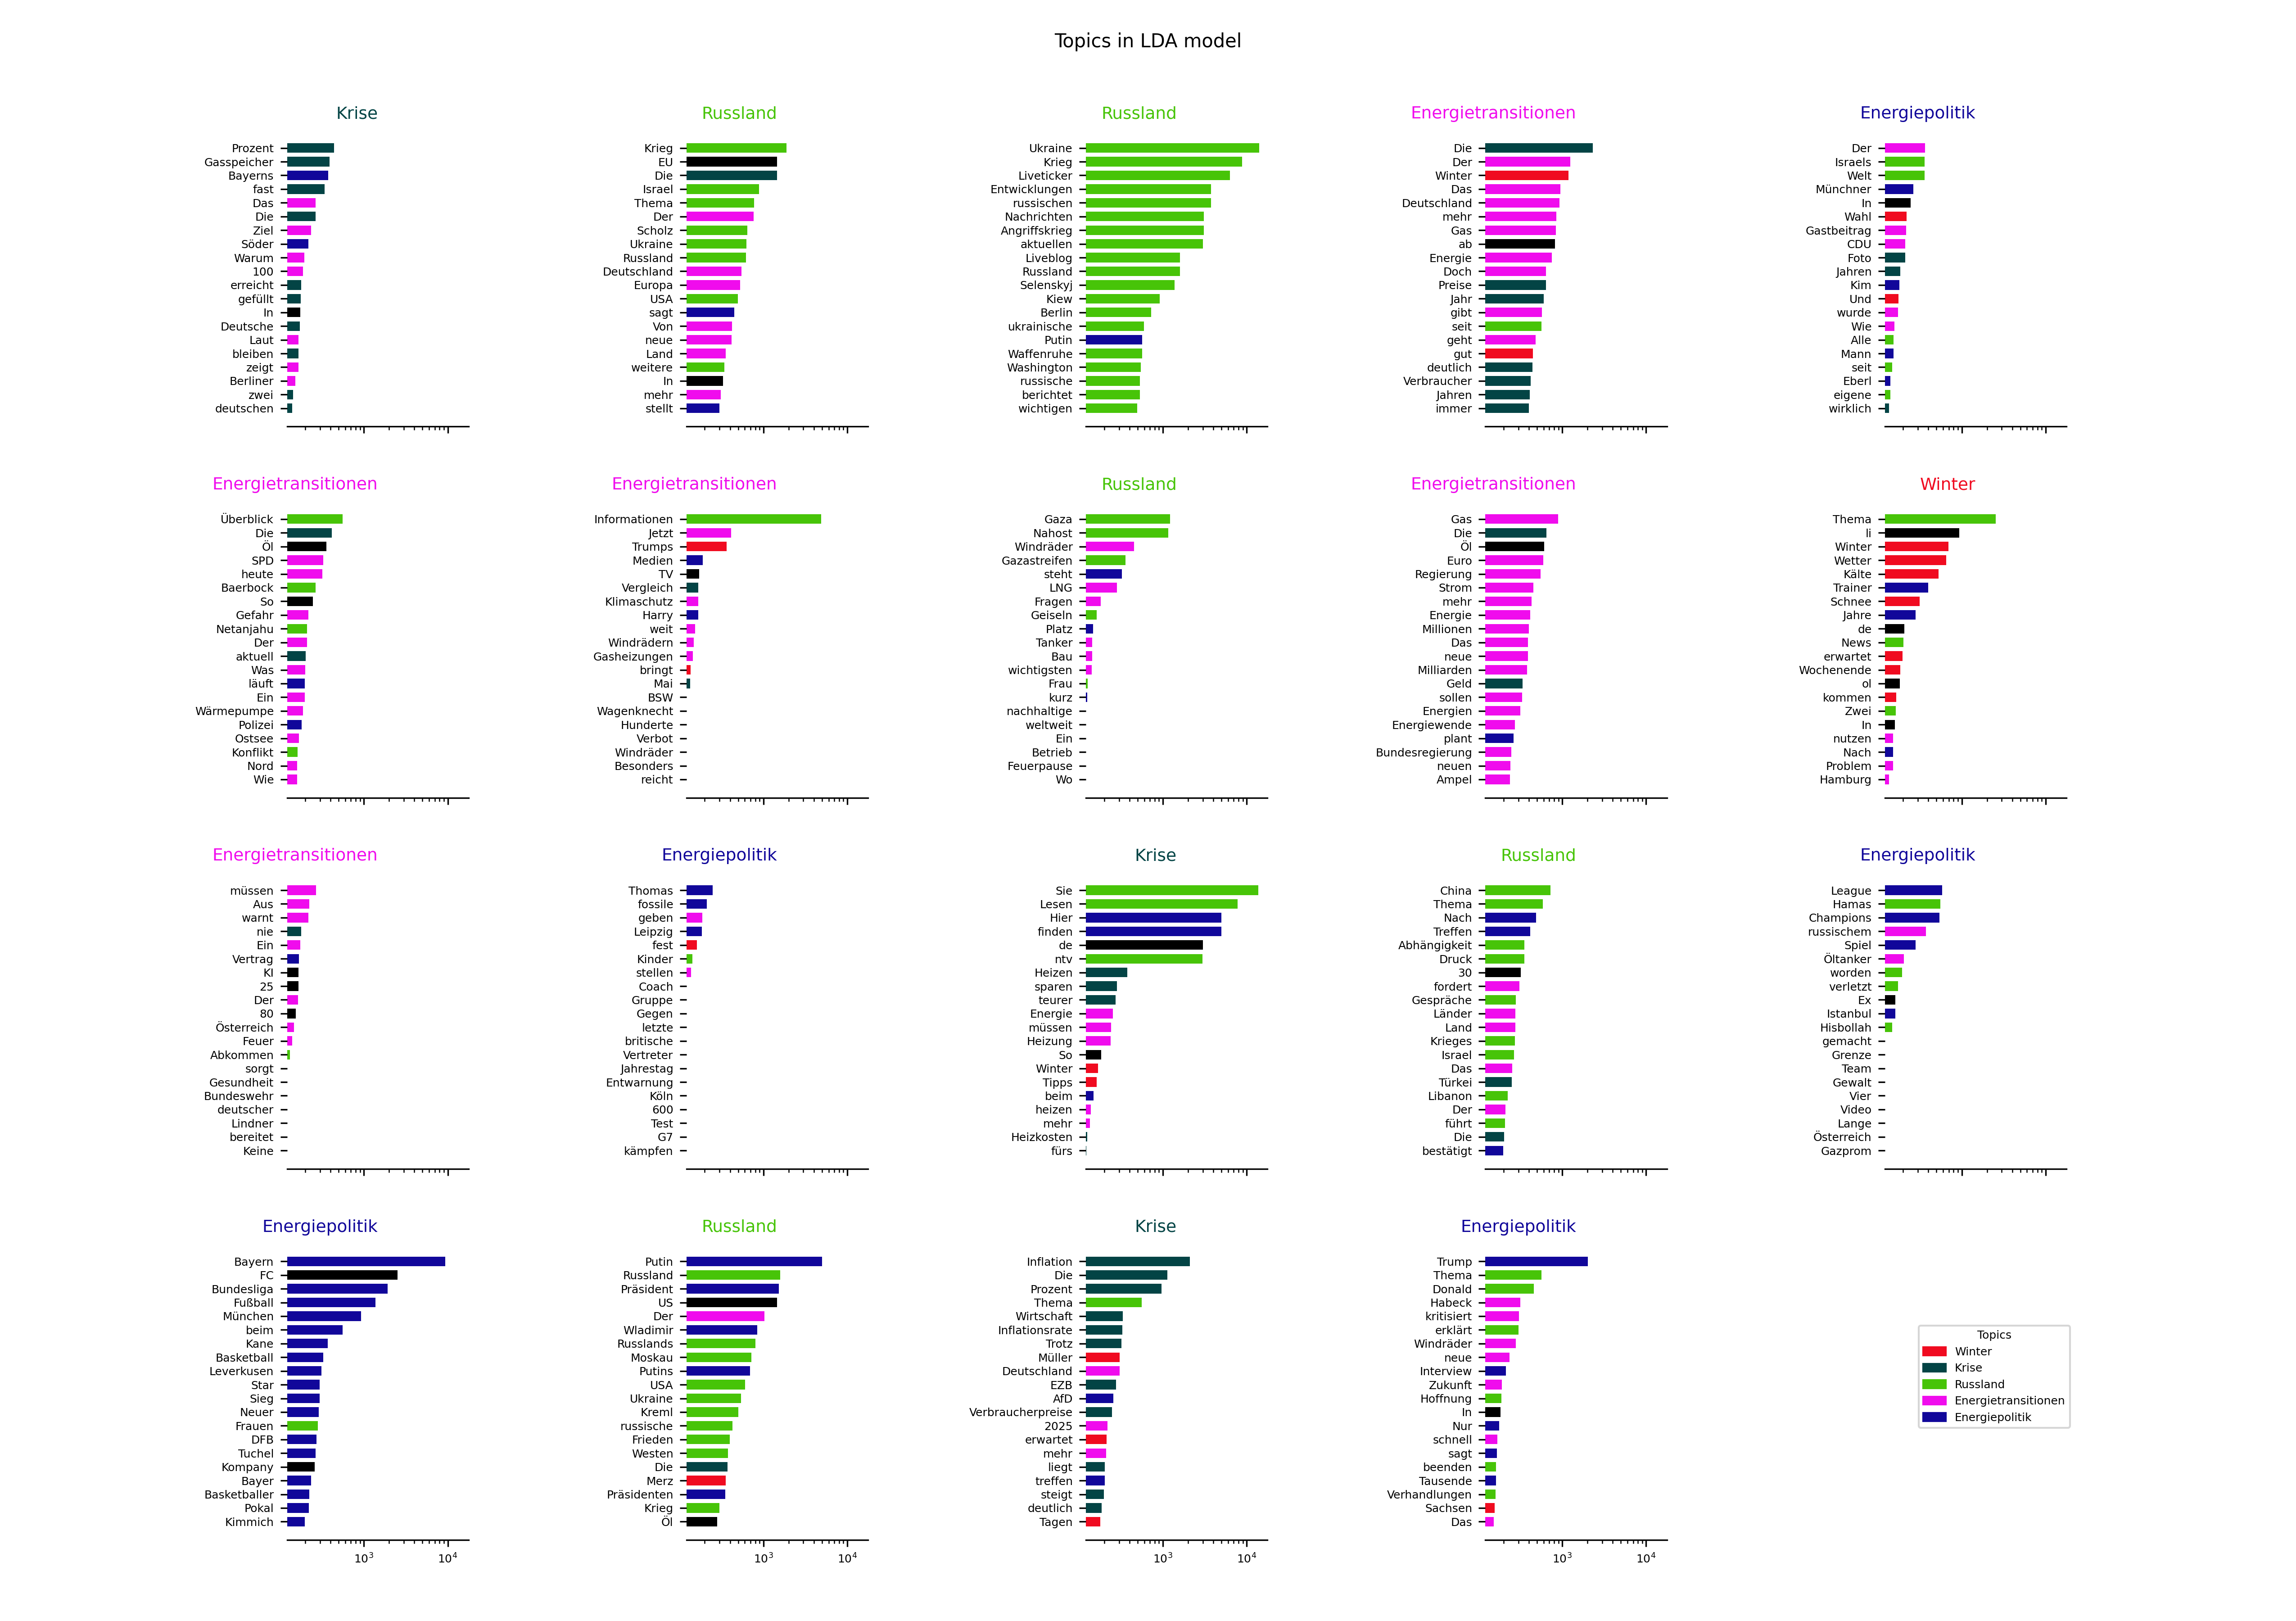 Topics in LDA model
Krise
Prozent
Gasspeicher
Bayerns
fast
Das
Die
Ziel
Söder
Warum
100
erreicht
gefüllt
In
Deutsche
Laut
bleiben
zeigt
Berliner
zwei
deutschen
Russland
Krieg
EU
Die
Israel
Thema
Der
Scholz
Ukraine
Russland
Deutschland
Europa
USA
sagt
Von
neue
Land
weitere
In
mehr
stellt
Russland
Ukraine
Krieg
Liveticker
Entwicklungen
russischen
Nachrichten
Angriffskrieg
aktuellen
Liveblog
Russland
Selenskyj
Kiew
Berlin
ukrainische
Putin
Waffenruhe
Washington
russische
berichtet
wichtigen
Energietransitionen
Die
Der
Winter
Das
Deutschland
mehr
Gas
ab
Energie
Doch
Preise
Jahr
gibt
seit
geht
gut
deutlich
Verbraucher
Jahren
immer
Energiepolitik
Der
Israels
Welt
Münchner
In
Wahl
Gastbeitrag
CDU
Foto
Jahren
Kim
Und
wurde
Wie
Alle
Mann
seit
Eberl
eigene
wirklich
Energietransitionen
Überblick
Die
Öl
SPD
heute
Baerbock
So
Gefahr
Netanjahu
Der
aktuell
Was
läuft
Ein
Wärmepumpe
Polizei
Ostsee
Konflikt
Nord
Wie
Energietransitionen
Informationen
Jetzt
Trumps
Medien
TV
Vergleich
Klimaschutz
Harry
weit
Windrädern
Gasheizungen
bringt
Mai
BSW
Wagenknecht
Hunderte
Verbot
Windräder
Besonders
reicht
Russland
Gaza
Nahost
Windräder
Gazastreifen
steht
LNG
Fragen
Geiseln
Platz
Tanker
Bau
wichtigsten
Frau
kurz
nachhaltige
weltweit
Ein
Betrieb
Feuerpause
Wo
Energietransitionen
Gas
Die
Öl
Euro
Regierung
Strom
mehr
Energie
Millionen
Das
neue
Milliarden
Geld
sollen
Energien
Energiewende
plant
Bundesregierung
neuen
Ampel
Winter
Thema
li
Winter
Wetter
Kälte
Trainer
Schnee
Jahre
de
News
erwartet
Wochenende
ol
kommen
Zwei
In
nutzen
Nach
Problem
Hamburg
Energietransitionen
müssen
Aus
warnt
nie
Ein
Vertrag
KI
25
Der
80
Österreich
Feuer
Abkommen
sorgt
Gesundheit
Bundeswehr
deutscher
Lindner
bereitet
Keine
Energiepolitik
Thomas
fossile
geben
Leipzig
fest
Kinder
stellen
Coach
Gruppe
Gegen
letzte
britische
Vertreter
Jahrestag
Entwarnung
Köln
600
Test
G7
kämpfen
Krise
Sie
Lesen
Hier
finden
de
ntv
Heizen
sparen
teurer
Energie
müssen
Heizung
So
Winter
Tipps
beim
heizen
mehr
Heizkosten
fürs
Russland
China
Thema
Nach
Treffen
Abhängigkeit
Druck
30
fordert
Gespräche
Länder
Land
Krieges
Israel
Das
Türkei
Libanon
Der
führt
Die
bestätigt
Energiepolitik
League
Hamas
Champions
russischem
Spiel
Öltanker
worden
verletzt
Ex
Istanbul
Hisbollah
gemacht
Grenze
Team
Gewalt
Vier
Video
Lange
Österreich
Gazprom
Energiepolitik
Bayern
FC
Bundesliga
Fußball
München
beim
Kane
Basketball
Leverkusen
Star
Sieg
Neuer
Frauen
DFB
Tuchel
Kompany
Bayer
Basketballer
Pokal
Kimmich
10³ 10⁴
Russland
Putin
Russland
Präsident
US
Der
Wladimir
Russlands
Moskau
Putins
USA
Ukraine
Kreml
russische
Frieden
Westen
Die
Merz
Präsidenten
Krieg
Öl
10³ 10⁴
Krise
Inflation
Die
Prozent
Thema
Wirtschaft
Inflationsrate
Trotz
Müller
Deutschland
EZB
AfD
Verbraucherpreise
2025
erwartet
mehr
liegt
treffen
steigt
deutlich
Tagen
10³ 10⁴
Energiepolitik
Trump
Thema
Donald
Habeck
kritisiert
erklärt
Windräder
neue
Interview
Zukunft
Hoffnung
In
Nur
schnell
sagt
beenden
Tausende
Verhandlungen
Sachsen
Das
10³ 10⁴
Topics
Winter
Krise
Russland
Energietransitionen
Energiepolitik